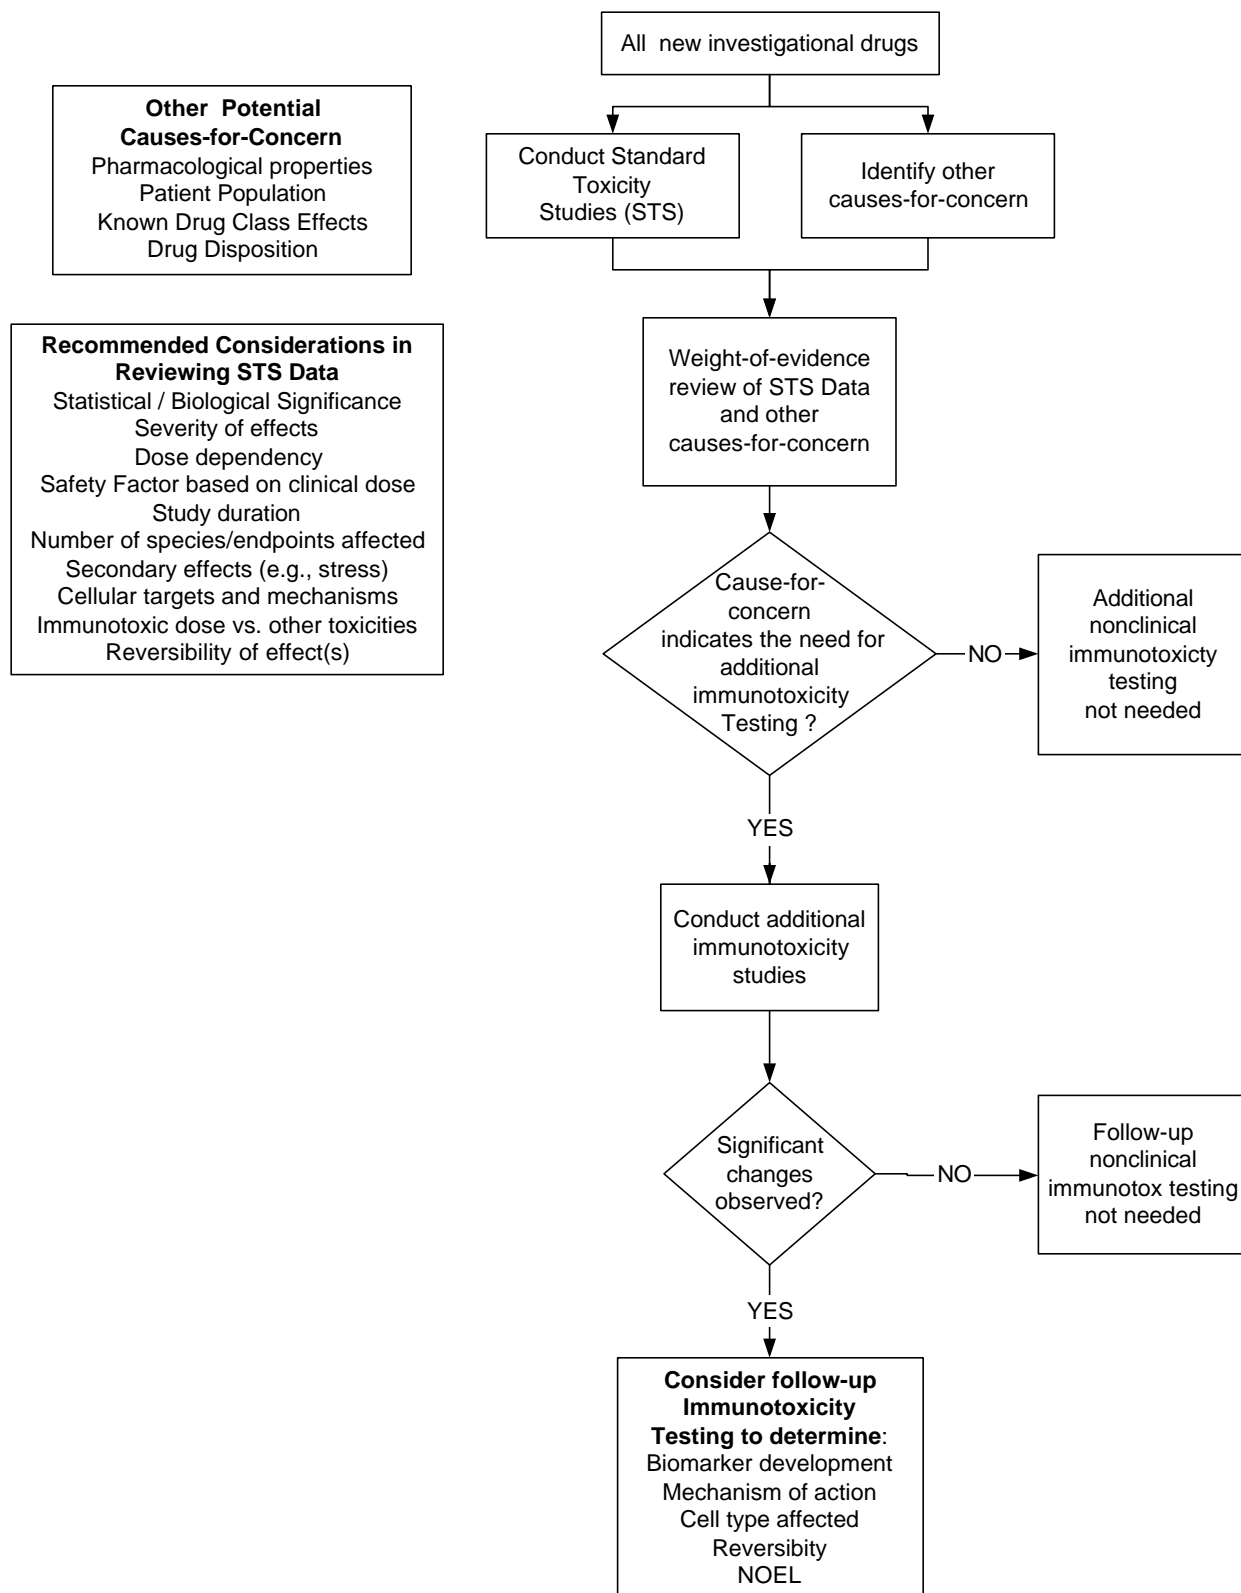 All new investigational drugs
Other Potential
Causes-for-Concern
Pharmacological properties
Patient Population
Known Drug Class Effects
Drug Disposition
Conduct Standard
Toxicity
Studies (STS)
Identify other
causes-for-concern
Recommended Considerations in
Reviewing STS Data
Statistical / Biological Significance
Severity of effects
Dose dependency
Safety Factor based on clinical dose
Study duration
Number of species/endpoints affected
Secondary effects (e.g., stress)
Cellular targets and mechanisms
Immunotoxic dose vs. other toxicities
Reversibility of effect(s)
Weight-of-evidence
review of STS Data
and other
causes-for-concern
Cause-for-
concern
indicates the need for
additional
immunotoxicity
Testing ?
NO
Additional
nonclinical
immunotoxicty
testing
not needed
YES
Conduct additional
immunotoxicity
studies
Significant
changes
observed?
NO
Follow-up
nonclinical
immunotox testing
not needed
YES
Consider follow-up
Immunotoxicity
Testing to determine:
Biomarker development
Mechanism of action
Cell type affected
Reversibity
NOEL